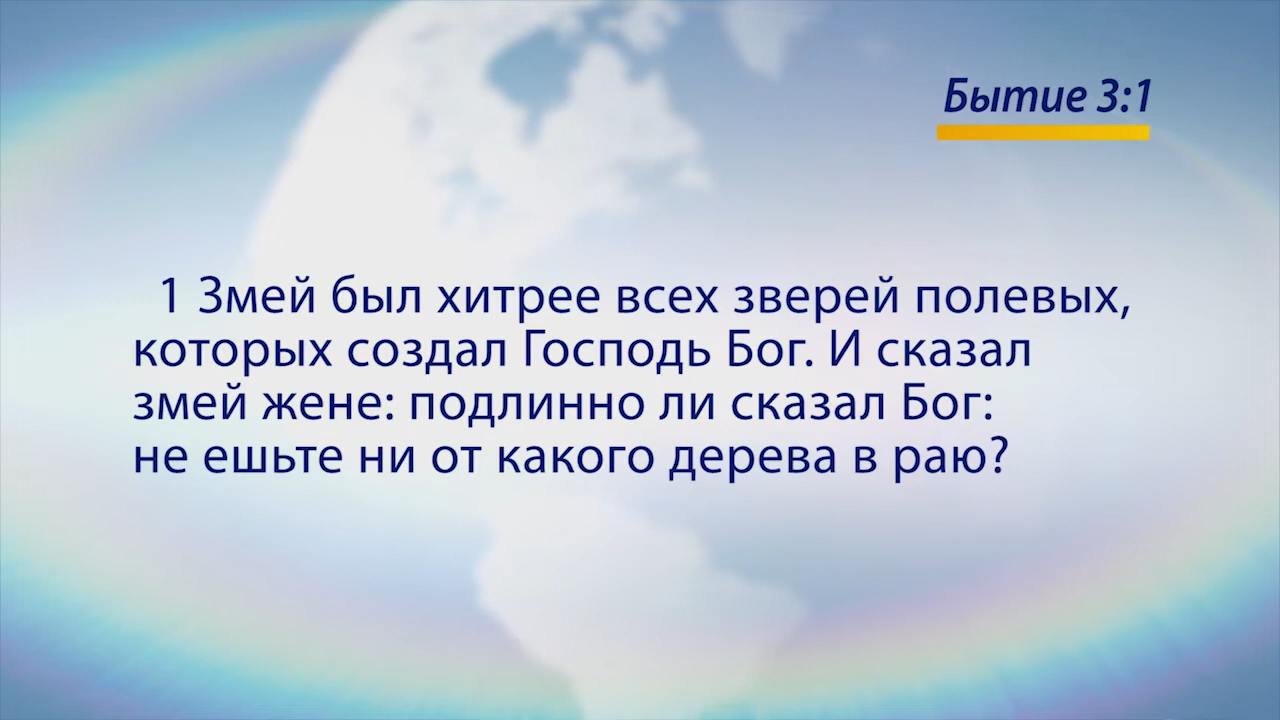 Бытие 3:1
1 Змей был хитрее всех зверей полевых,
которых создал Господь Бог. И сказал
змей жене: подлинно ли сказал Бог:
не ешьте ни от какого дерева в раю?